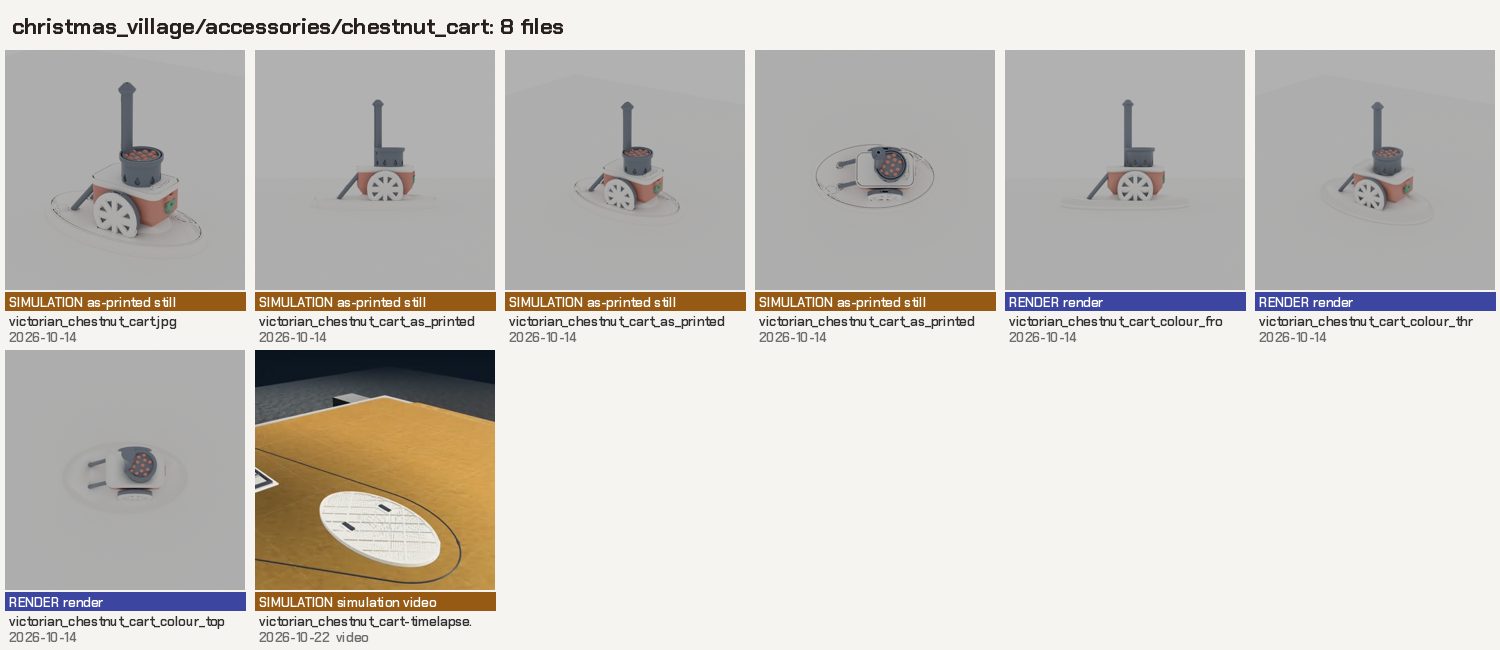 christmas_village/accessories/chestnut_cart: 8 files
SIMULATION as-printed still
victorian_chestnut_cart.jpg
2026-10-14
SIMULATION as-printed still
victorian_chestnut_cart_as_printed
2026-10-14
SIMULATION as-printed still
victorian_chestnut_cart_as_printed
2026-10-14
SIMULATION as-printed still
victorian_chestnut_cart_as_printed
2026-10-14
RENDER render
victorian_chestnut_cart_colour_fro
2026-10-14
RENDER render
victorian_chestnut_cart_colour_thr
2026-10-14
RENDER render
victorian_chestnut_cart_colour_top
2026-10-14
SIMULATION simulation video
victorian_chestnut_cart-timelapse.
2026-10-22 video